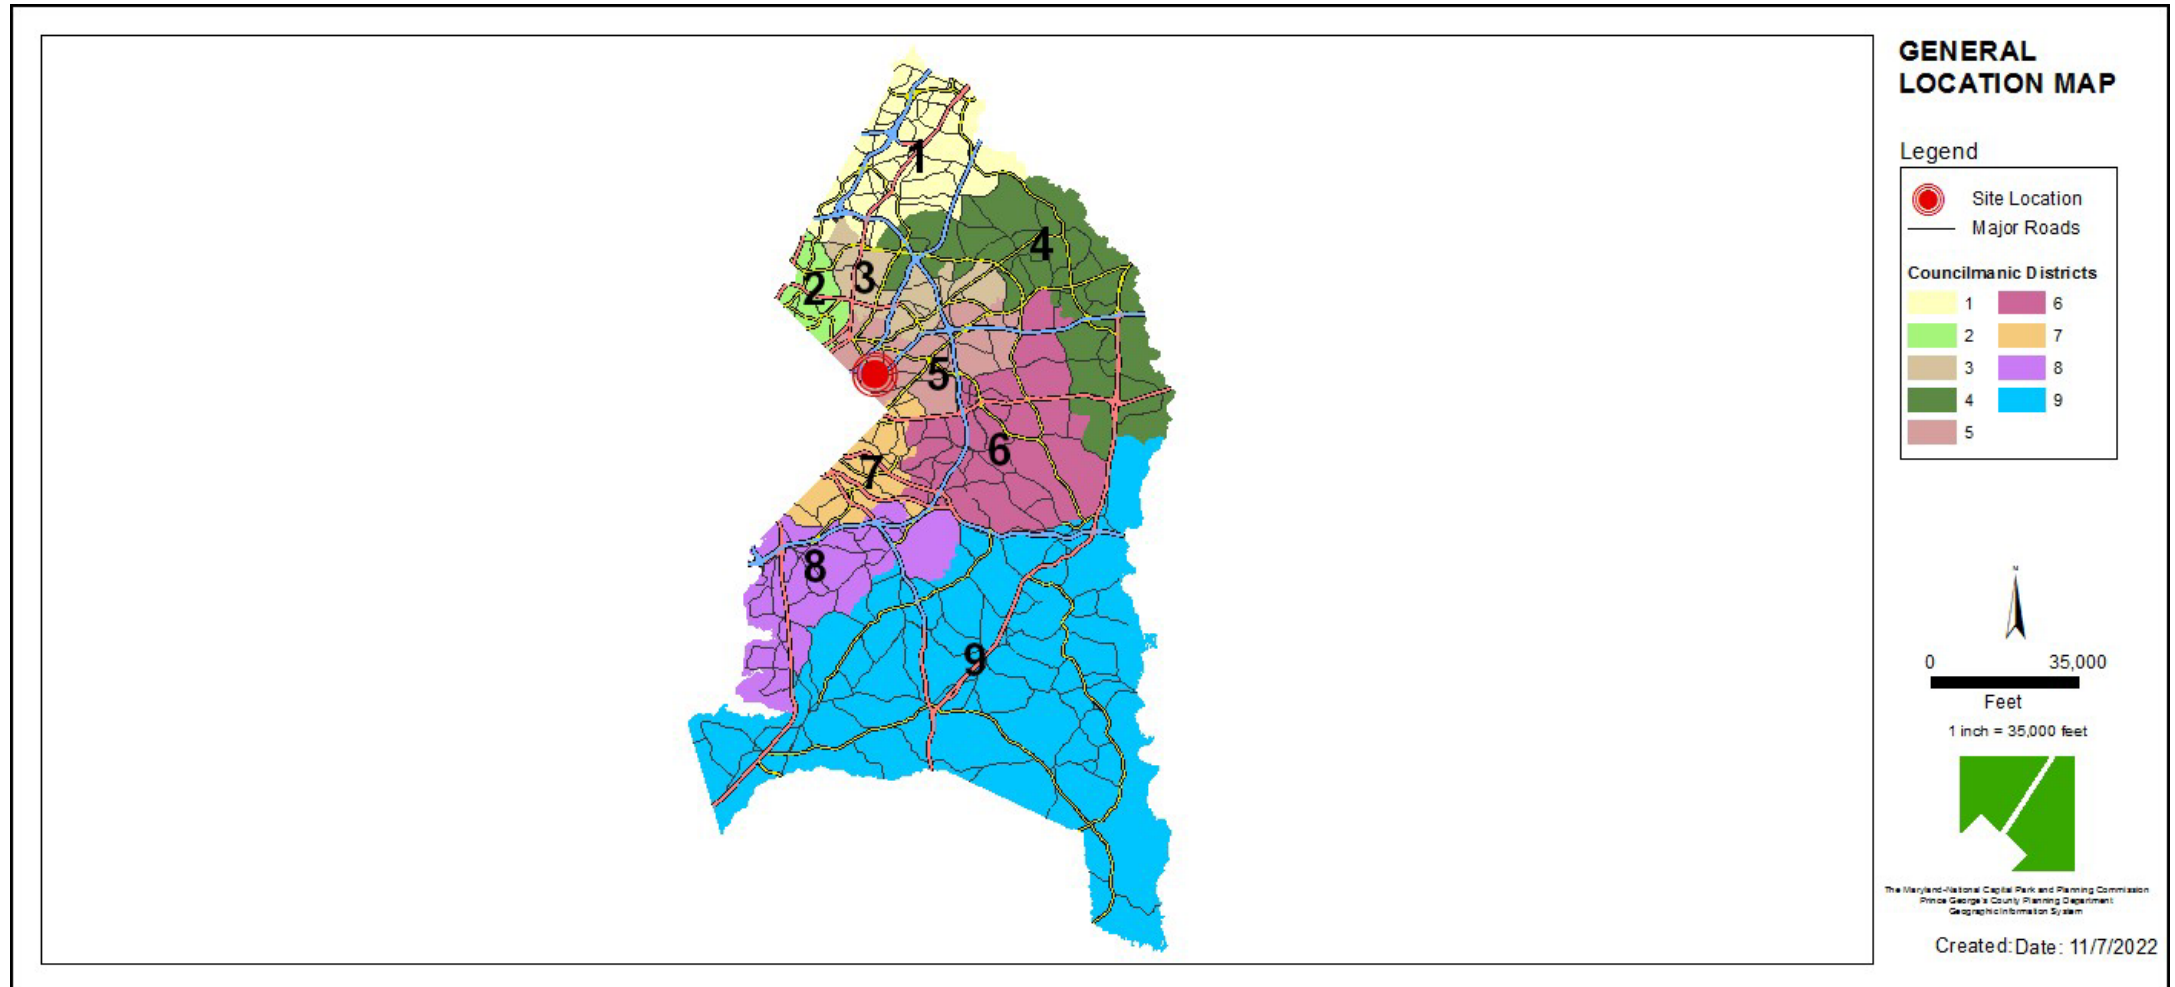 GENERAL
LOCATION MAP
Legend
Site Location
Major Roads
Councilmanic Districts
1 6
2 7
3 8
4 9
5
1
4
3
2
5
6
7
8
9
N
0 35,000
Feet
1 inch = 35,000 feet
The Maryland-National Capital Park and Planning Commission
Prince George's County Planning Department
Geographic Information System
Created: Date: 11/7/2022